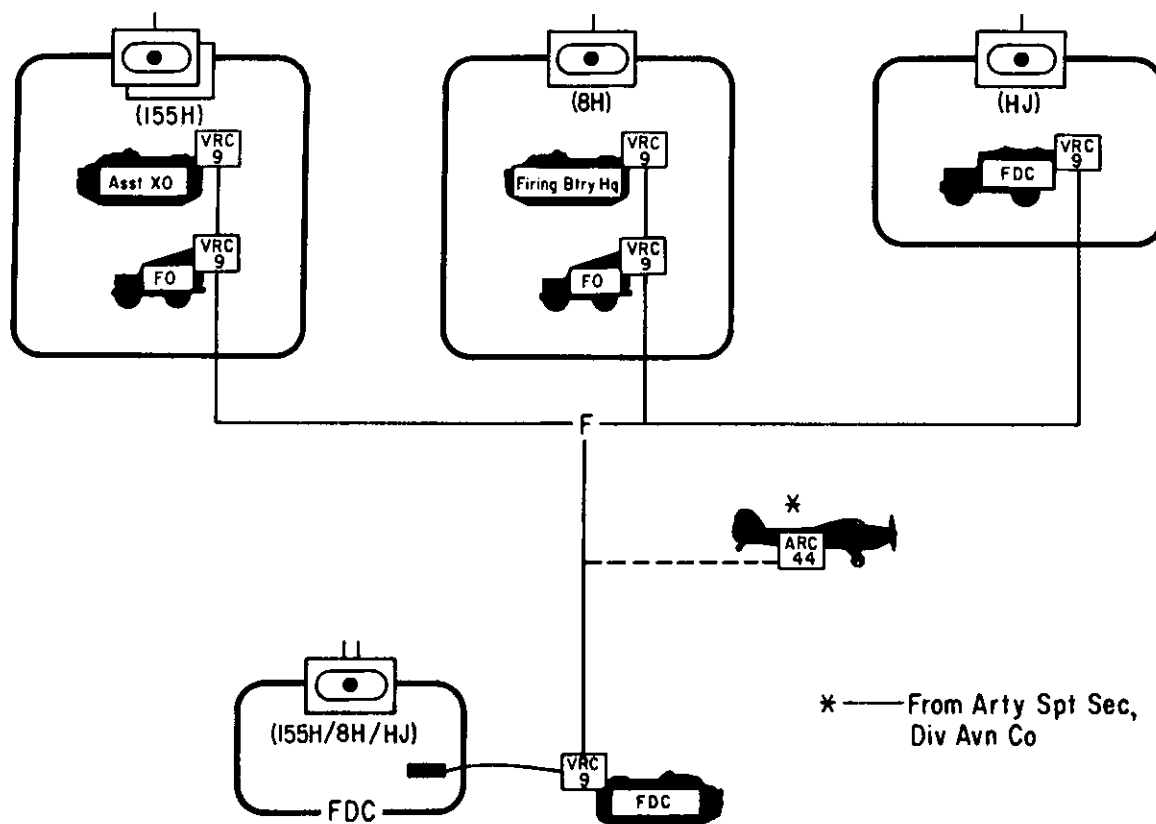 (155H)
VRC
9
Asst XO
VRC
9
FO
(8H)
VRC
9
Firing Btry Hq
VRC
9
FO
(HJ)
VRC
9
FDC
F
*
ARC
44
(155H/8H/HJ)
FDC
VRC
9
FDC
* — From Arty Spt Sec,
Div Avn Co